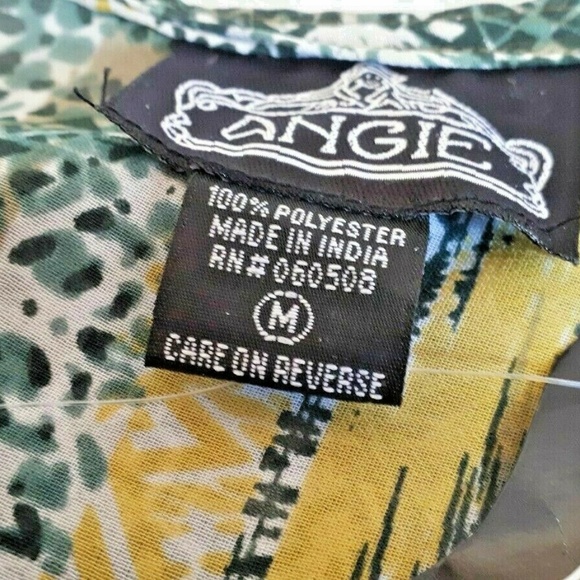 ANGIE
100% POLYESTER
MADE IN INDIA
RN# 060508
M
CARE ON REVERSE